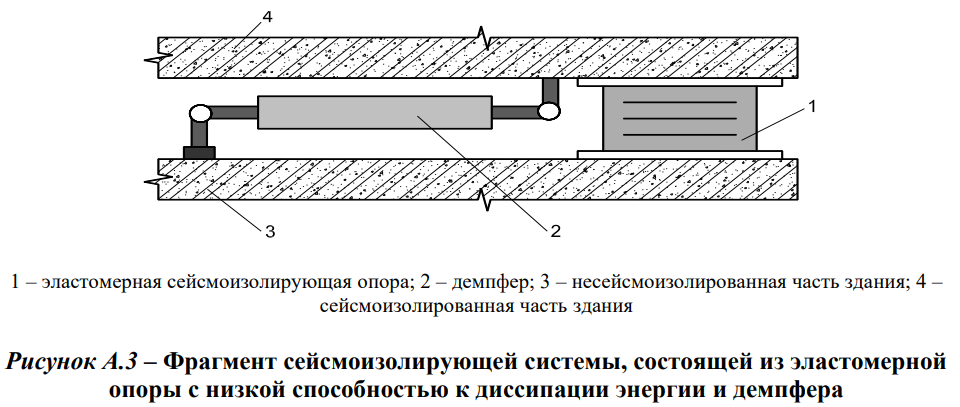 4
1
2
3
1 – эластомерная сейсмоизолирующая опора; 2 – демпфер; 3 – несейсмоизолированная часть здания; 4 –
сейсмоизолированная часть здания
Рисунок А.3 – Фрагмент сейсмоизолирующей системы, состоящей из эластомерной
опоры с низкой способностью к диссипации энергии и демпфера